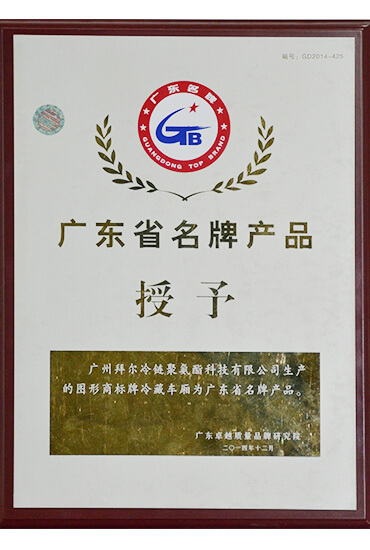 编号：GD2014-425
广东名牌
GTB
GUANGDONG TOP BRAND
广东省名牌产品
授予
广州拜尔冷链聚氨酯科技有限公司生产
的图形商标牌冷藏车厢为广东省名牌产品。
广东卓越质量品牌研究院
二〇一四年十二月